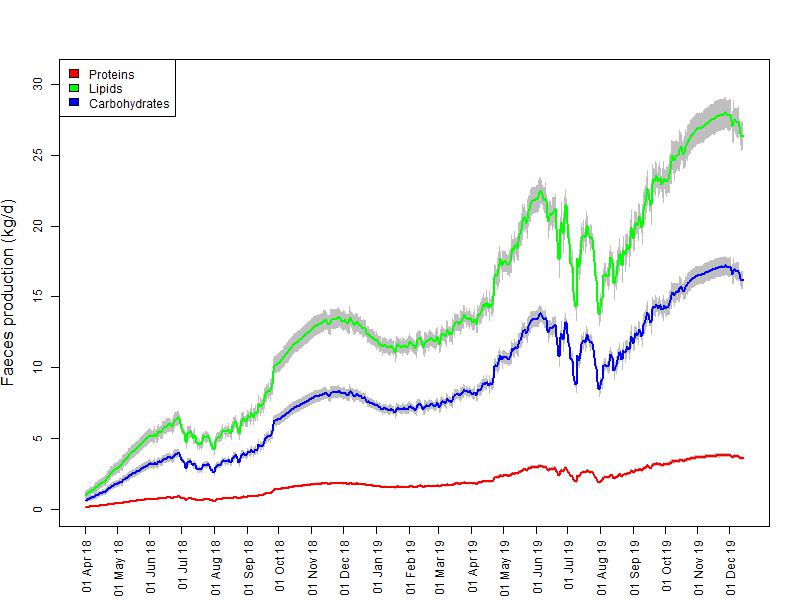 Proteins
Lipids
Carbohydrates
Faeces production (kg/d)
30
25
20
15
10
5
0
01 Apr 18
01 May 18
01 Jun 18
01 Jul 18
01 Aug 18
01 Sep 18
01 Oct 18
01 Nov 18
01 Dec 18
01 Jan 19
01 Feb 19
01 Mar 19
01 Apr 19
01 May 19
01 Jun 19
01 Jul 19
01 Aug 19
01 Sep 19
01 Oct 19
01 Nov 19
01 Dec 19